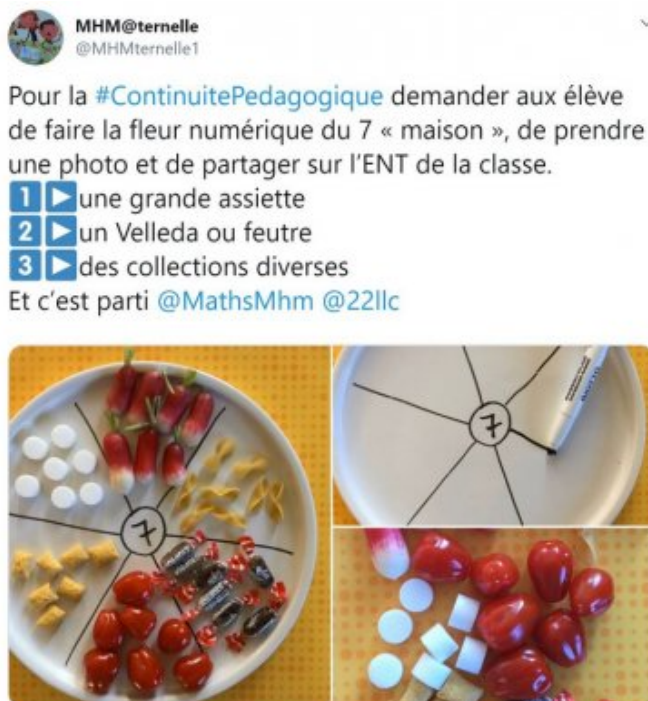 MHM@ternelle
@MHMternelle1
Pour la #ContinuitePedagogique demander aux élève
de faire la fleur numérique du 7 « maison », de prendre
une photo et de partager sur l’ENT de la classe.
1 ▶ une grande assiette
2 ▶ un Velleda ou feutre
3 ▶ des collections diverses
Et c’est parti @MathsMhm @22llc
7
7